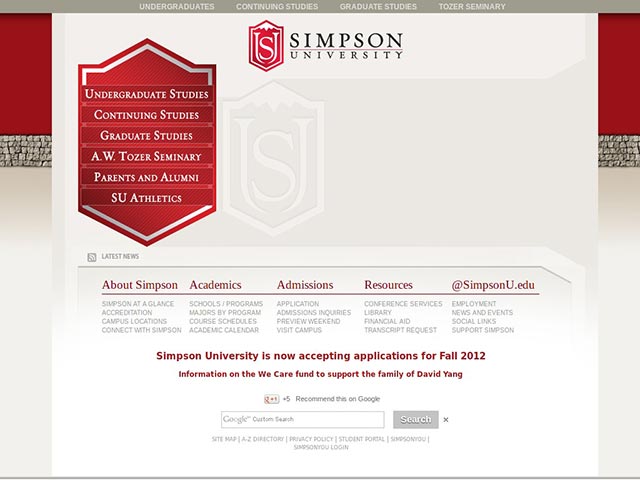 UNDERGRADUATES CONTINUING STUDIES GRADUATE STUDIES TOZER SEMINARY
SU SIMPSON
UNIVERSITY
UNDERGRADUATE STUDIES
CONTINUING STUDIES
GRADUATE STUDIES
A.W. TOZER SEMINARY
PARENTS AND ALUMNI
SU ATHLETICS
SU
LATEST NEWS
About Simpson Academics Admissions Resources @SimpsonU.edu
SIMPSON AT A GLANCE SCHOOLS / PROGRAMS APPLICATION CONFERENCE SERVICES EMPLOYMENT
ACCREDITATION MAJORS BY PROGRAM ADMISSIONS INQUIRIES LIBRARY NEWS AND EVENTS
CAMPUS LOCATIONS COURSE SCHEDULES PREVIEW WEEKEND FINANCIAL AID SOCIAL LINKS
CONNECT WITH SIMPSON ACADEMIC CALENDAR VISIT CAMPUS TRANSCRIPT REQUEST SUPPORT SIMPSON
Simpson University is now accepting applications for Fall 2012
Information on the We Care fund to support the family of David Yang
g +1 +5 Recommend this on Google
Google™ Custom Search Search ×
SITE MAP | A-Z DIRECTORY | PRIVACY POLICY | STUDENT PORTAL | SIMPSONYOU |
SIMPSONYOU LOGIN